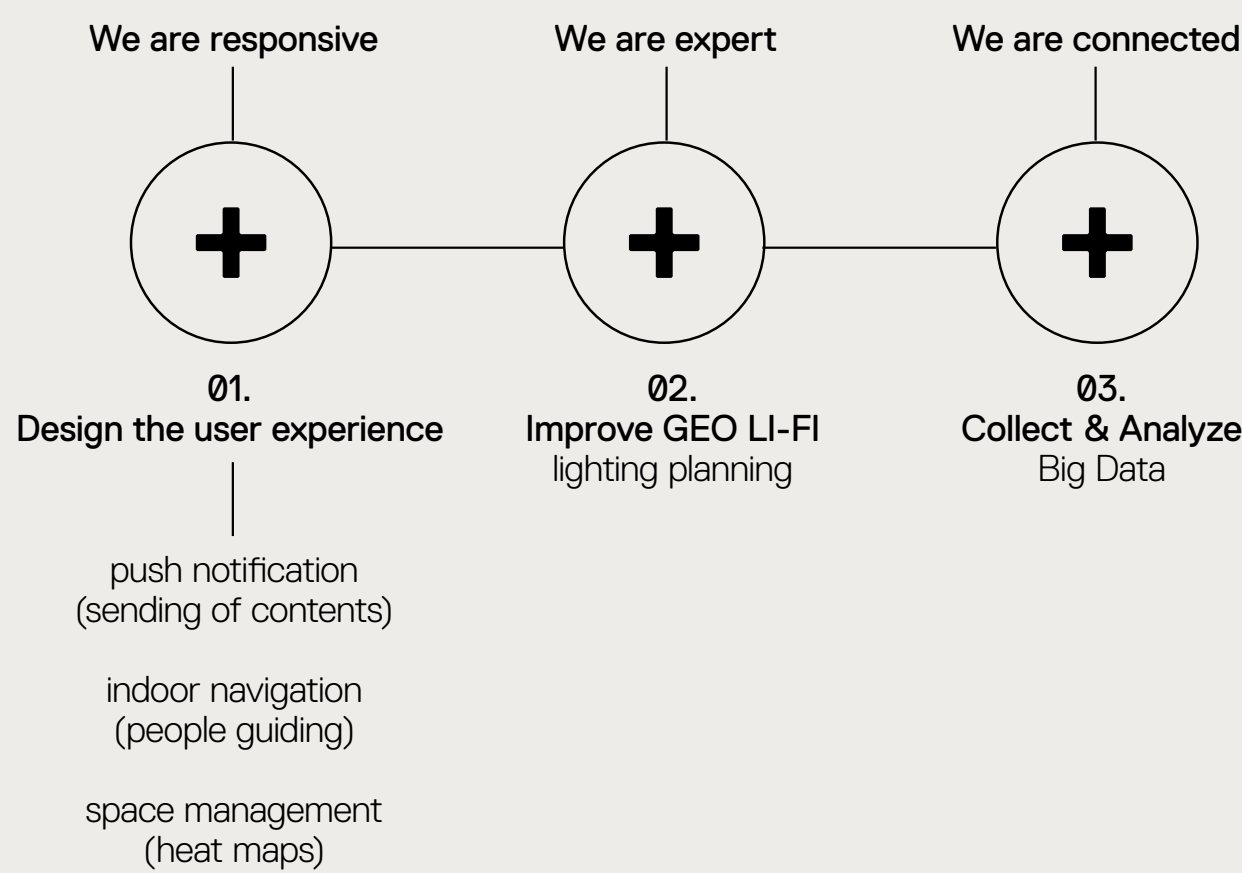 We are responsive
We are expert
We are connected
01.
Design the user experience
02.
Improve GEO LI-FI
lighting planning
03.
Collect & Analyze
Big Data
push notification
(sending of contents)
indoor navigation
(people guiding)
space management
(heat maps)